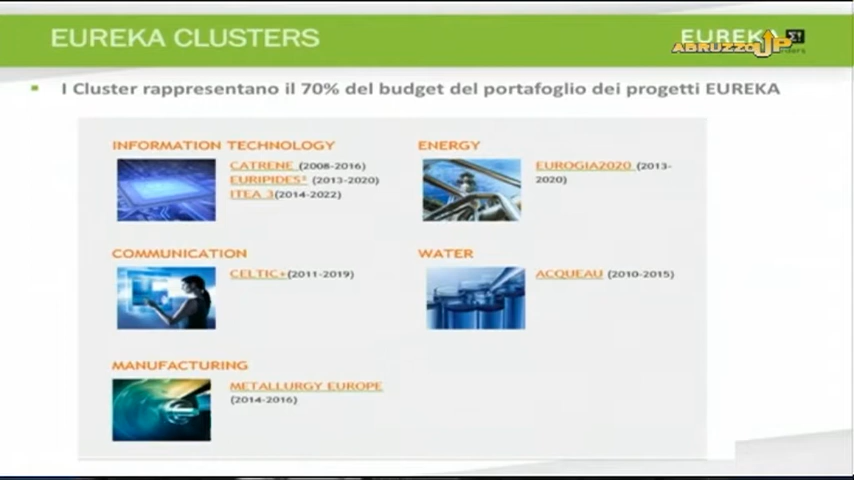 EUREKA CLUSTERS
EUREKA Σ!
ABRUZZOUP
I Cluster rappresentano il 70% del budget del portafoglio dei progetti EUREKA
INFORMATION TECHNOLOGY
CATRENE (2008-2016)
EURIPIDES² (2013-2020)
ITEA 3(2014-2022)
ENERGY
EUROGIA2020 (2013-
2020)
COMMUNICATION
CELTIC+(2011-2019)
WATER
ACQUEAU (2010-2015)
MANUFACTURING
METALLURGY EUROPE
(2014-2016)